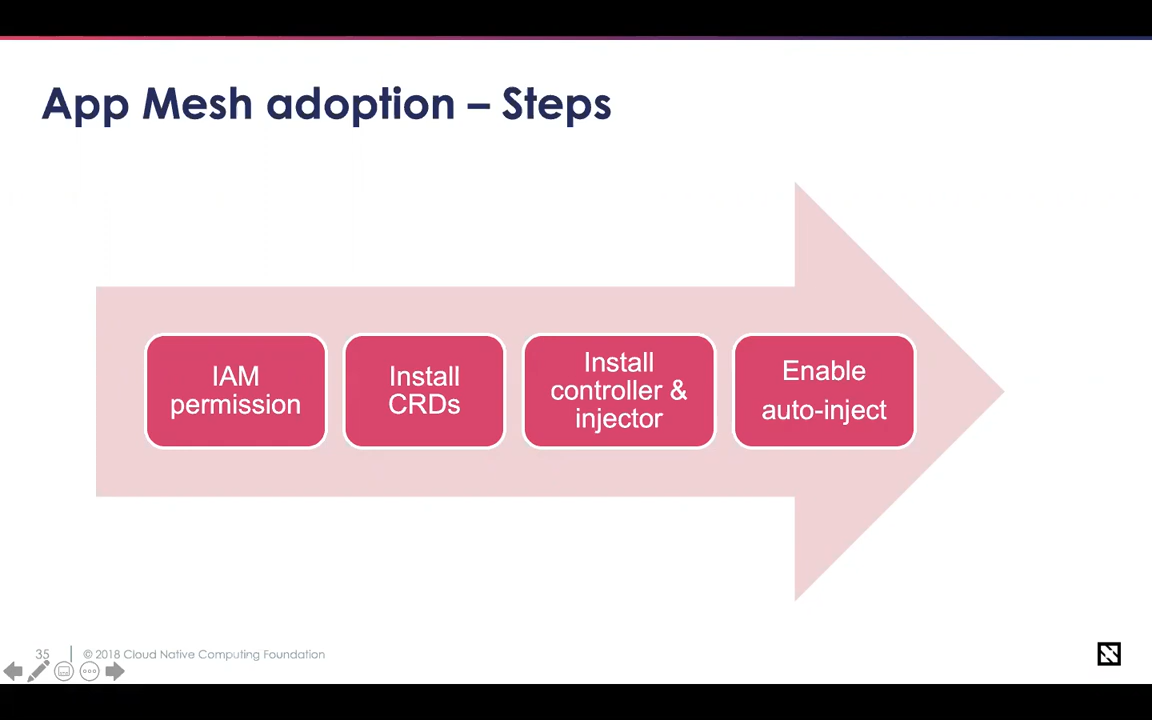 App Mesh adoption – Steps
IAM
permission
Install
CRDs
Install
controller &
injector
Enable
auto-inject
35
© 2018 Cloud Native Computing Foundation